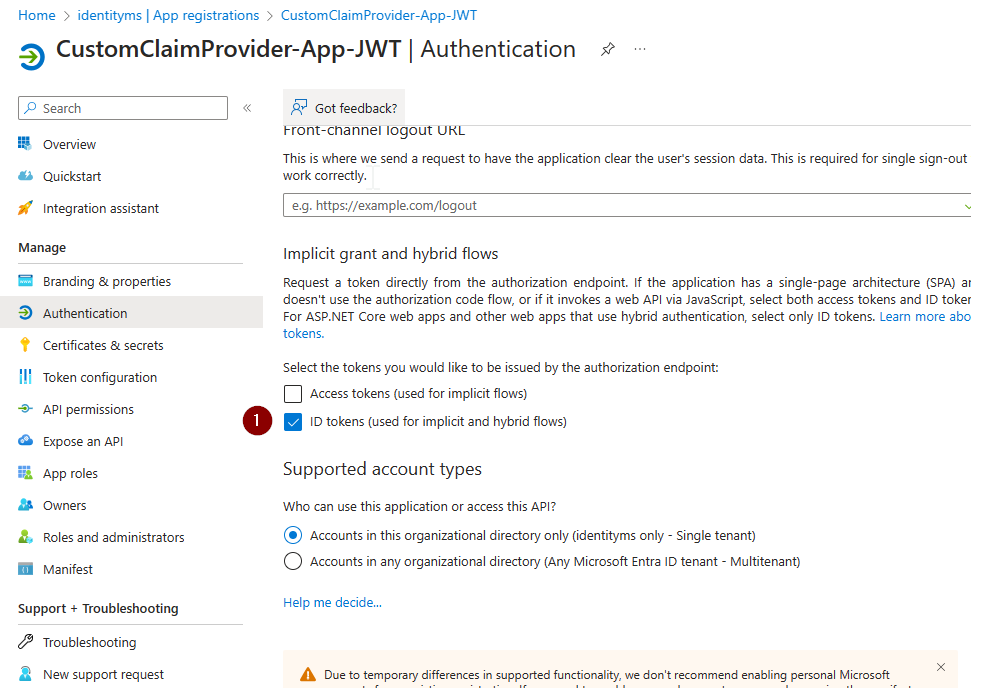 Home > identityms | App registrations > CustomClaimProvider-App-JWT
CustomClaimProvider-App-JWT | Authentication
Search
Got feedback?
Overview
Quickstart
Integration assistant
Manage
Branding & properties
Authentication
Certificates & secrets
Token configuration
API permissions
Expose an API
App roles
Owners
Roles and administrators
Manifest
Support + Troubleshooting
Troubleshooting
New support request
Front-channel logout URL
This is where we send a request to have the application clear the user's session data. This is required for single sign-out
work correctly.
e.g. https://example.com/logout
Implicit grant and hybrid flows
Request a token directly from the authorization endpoint. If the application has a single-page architecture (SPA)
doesn't use the authorization code flow, or if it invokes a web API via JavaScript, select both access tokens and ID
For ASP.NET Core web apps and other web apps that use hybrid authentication, select only ID tokens. Learn more
tokens.
Select the tokens you would like to be issued by the authorization endpoint:
Access tokens (used for implicit flows)
1 ID tokens (used for implicit and hybrid flows)
Supported account types
Who can use this application or access this API?
Accounts in this organizational directory only (identityms only - Single tenant)
Accounts in any organizational directory (Any Microsoft Entra ID tenant - Multitenant)
Help me decide...
Due to temporary differences in supported functionality, we don't recommend enabling personal Microsoft